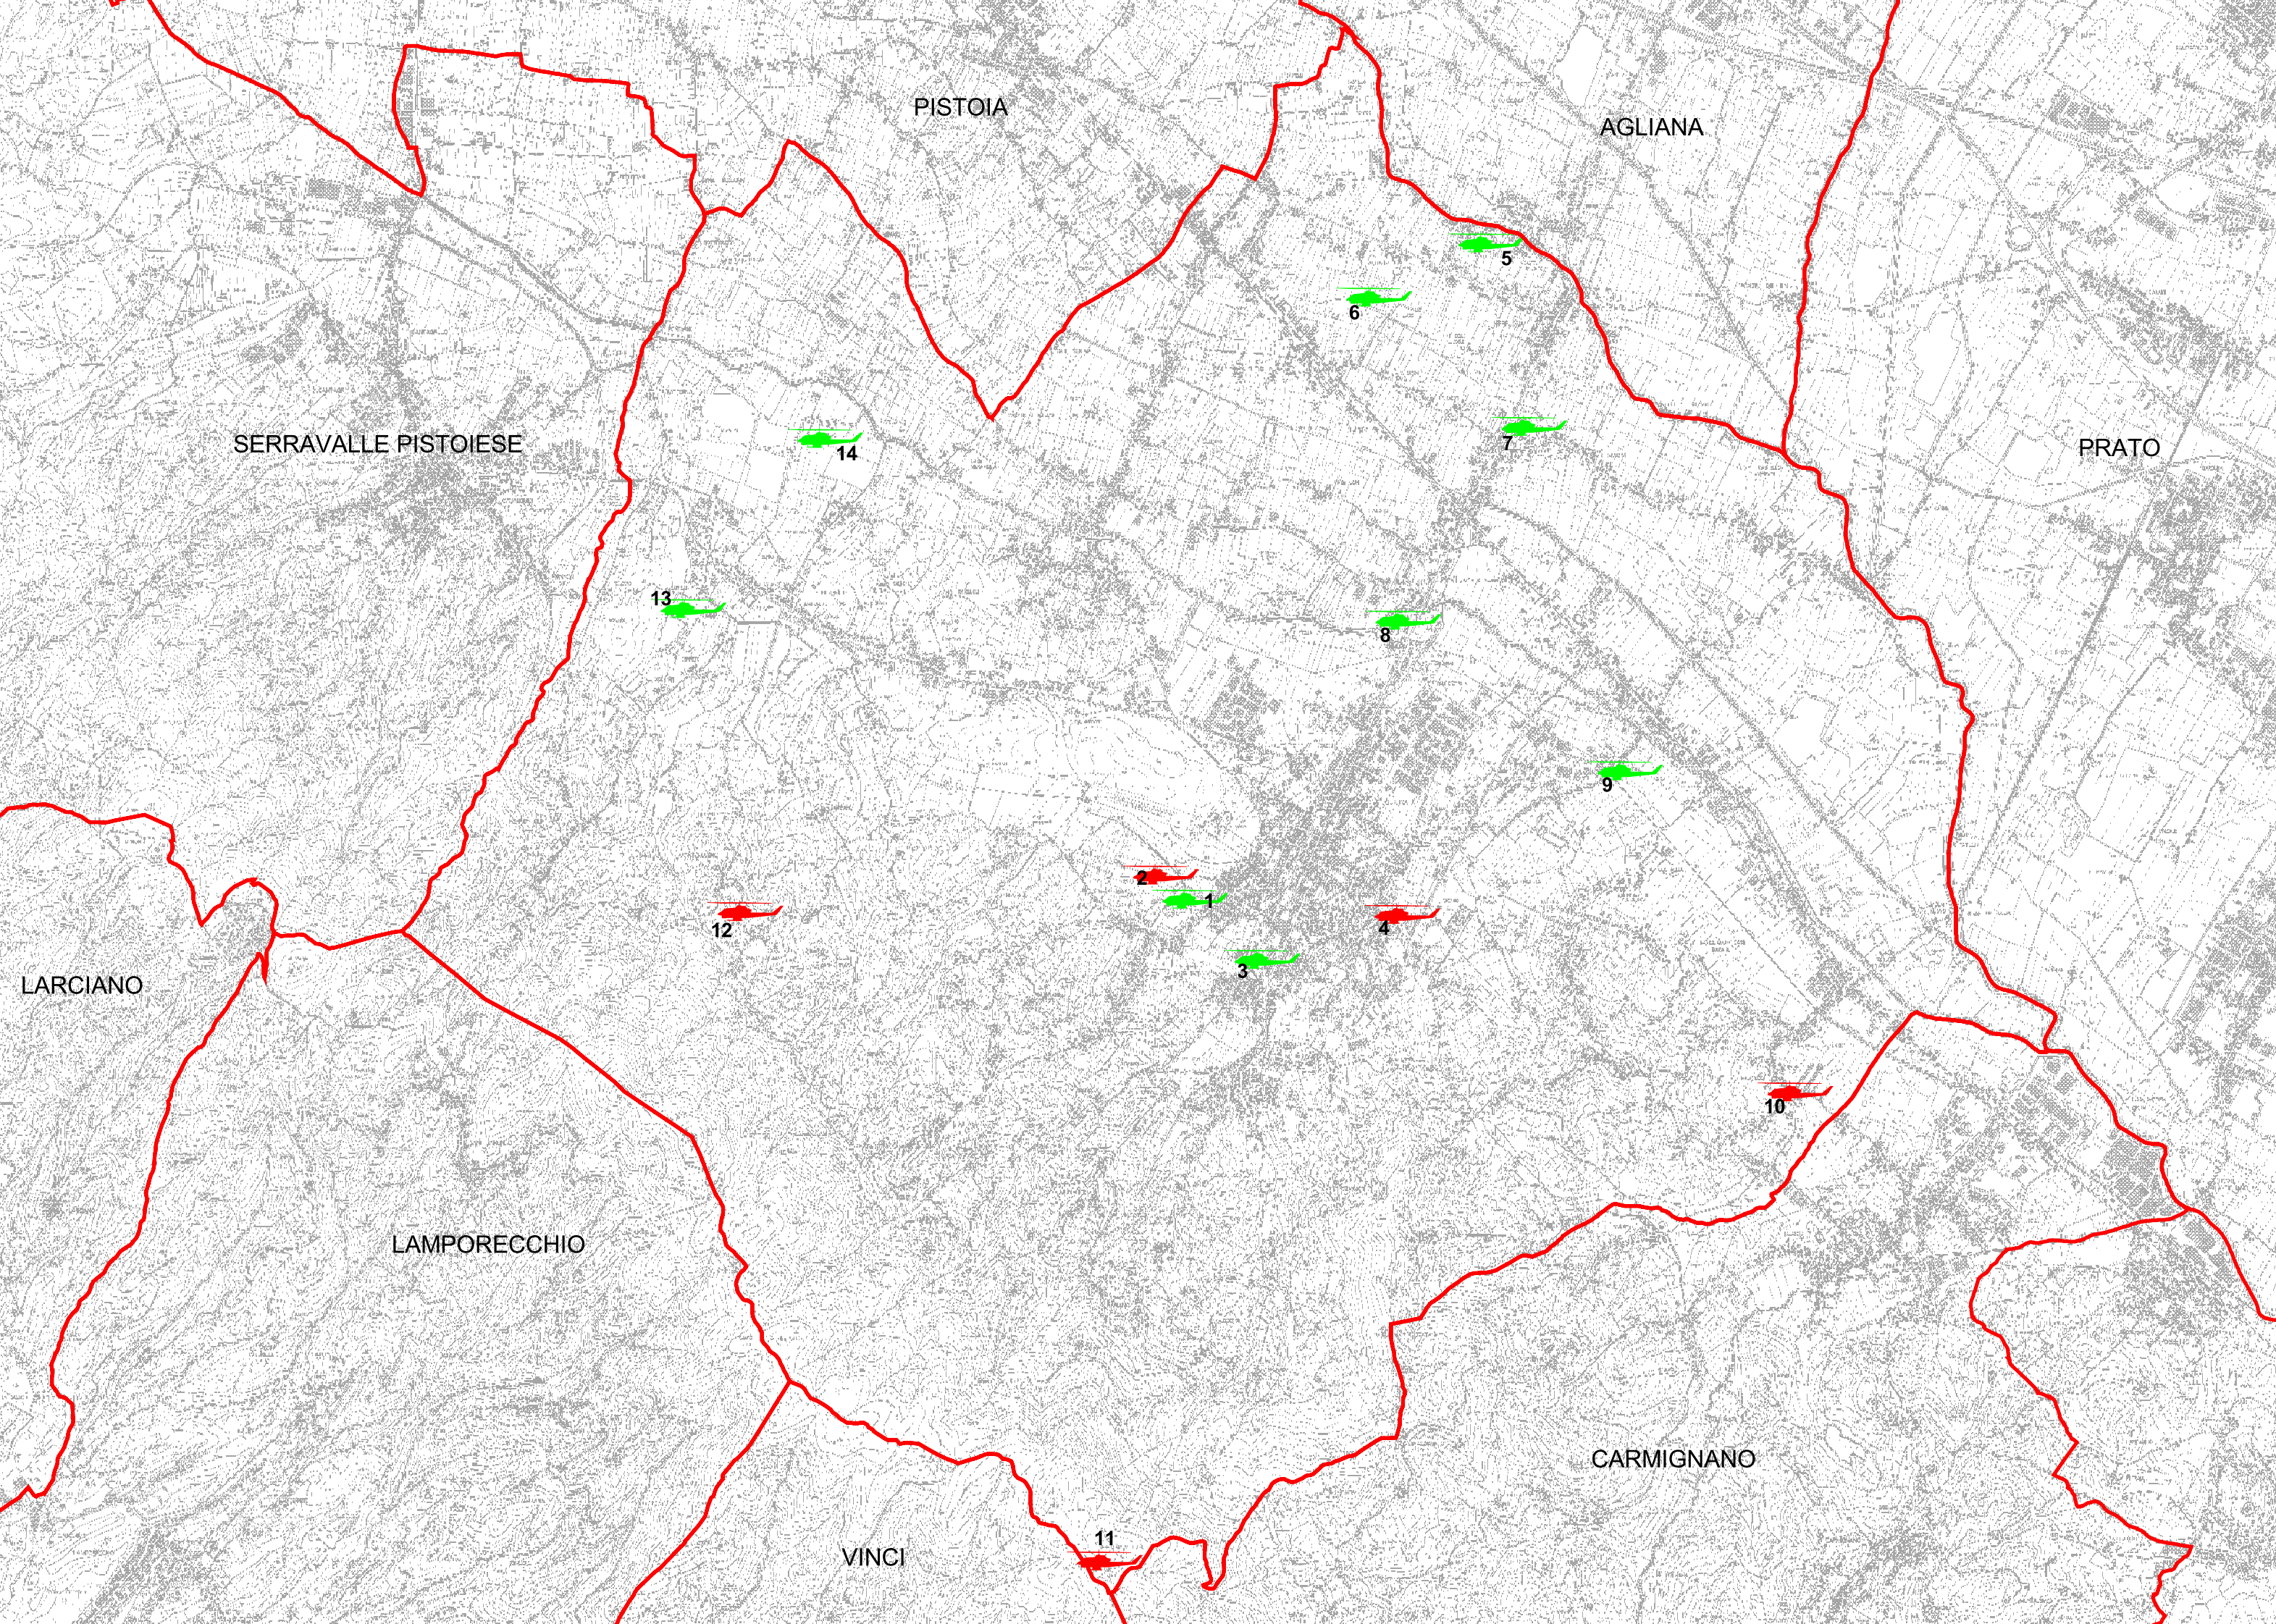 PISTOIA
AGLIANA
5
6
SERRAVALLE PISTOIESE
14
7
PRATO
13
8
9
2
1
12
4
3
LARCIANO
10
LAMPORECCHIO
CARMIGNANO
11
VINCI